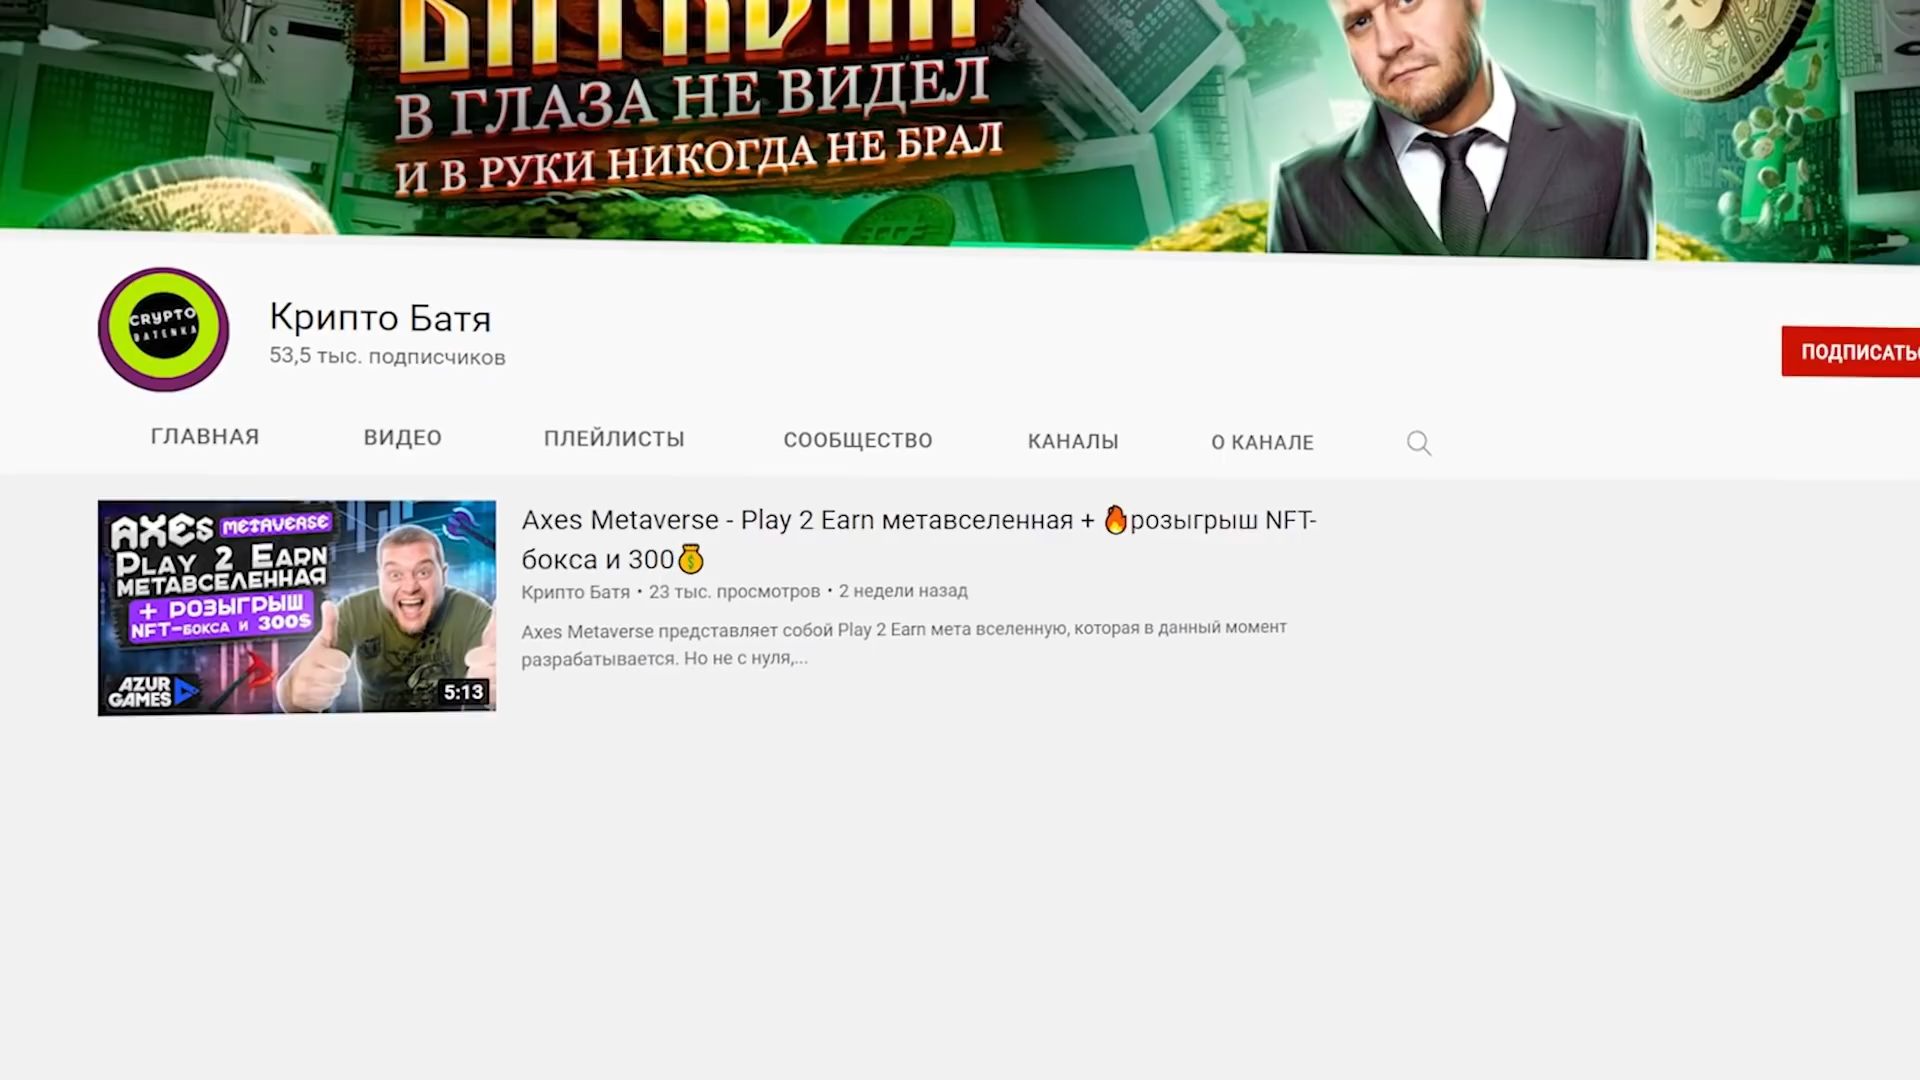 В ГЛАЗА НЕ ВИДЕЛ
И В РУКИ НИКОГДА НЕ БРАЛ
CRYPTO
BATENKA
Крипто Батя
53,5 тыс. подписчиков
ГЛАВНАЯ ВИДЕО ПЛЕЙЛИСТЫ СООБЩЕСТВО КАНАЛЫ О КАНАЛЕ
AXES METAVERSE
PLAY 2 EARN
МЕТАВСЕЛЕННАЯ
+ РОЗЫГРЫШ
NFT-БОКСА И 300$
AZUR
GAMES
5:13
Axes Metaverse - Play 2 Earn метавселенная + 🔥розыгрыш NFT-
бокса и 300💰
Крипто Батя • 23 тыс. просмотров • 2 недели назад
Axes Metaverse представляет собой Play 2 Earn мета вселенную, которая в данный момент
разрабатывается. Но не с нуля,...